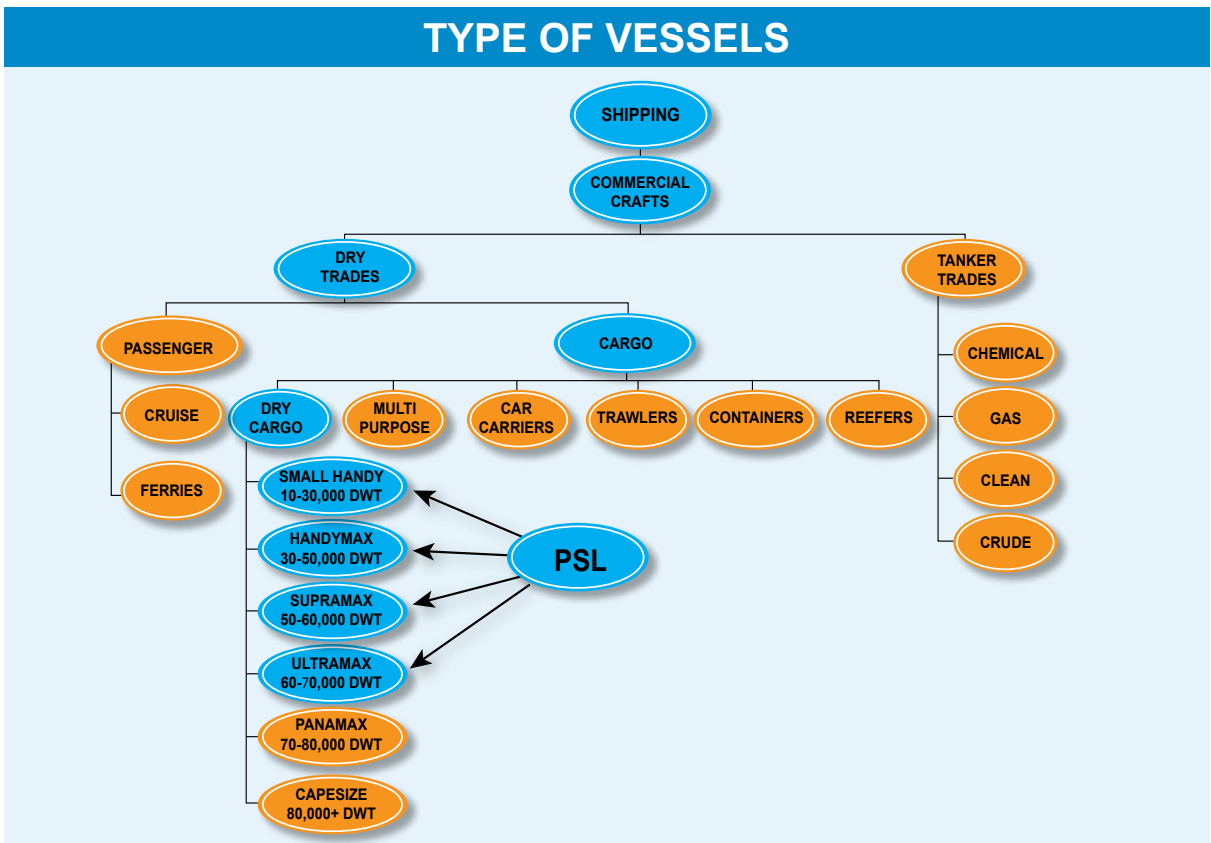 TYPE OF VESSELS
SHIPPING
COMMERCIAL
CRAFTS
DRY
TRADES
TANKER
TRADES
PASSENGER
CARGO
CHEMICAL
CRUISE
DRY
CARGO
MULTI
PURPOSE
CAR
CARRIERS
TRAWLERS
CONTAINERS
REEFERS
GAS
FERRIES
SMALL HANDY
10-30,000 DWT
CLEAN
HANDYMAX
30-50,000 DWT
PSL
CRUDE
SUPRAMAX
50-60,000 DWT
ULTRAMAX
60-70,000 DWT
PANAMAX
70-80,000 DWT
CAPESIZE
80,000+ DWT